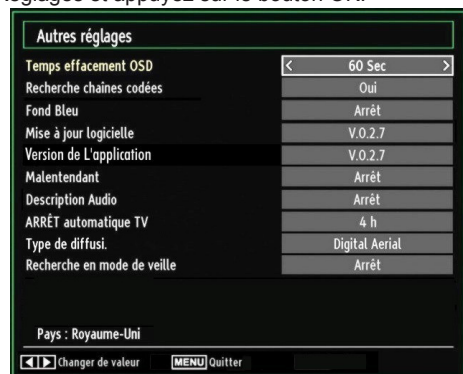 Réglages et appuyez sur le bouton OK.
Autres réglages
Temps effacement OSD < 60 Sec >
Recherche chaînes codées Oui
Fond Bleu Arrêt
Mise à jour logicielle V.0.2.7
Version de L'application V.0.2.7
Malentendant Arrêt
Description Audio Arrêt
ARRÊT automatique TV 4 h
Type de diffusi. Digital Aerial
Recherche en mode de veille Arrêt
Pays : Royaume-Uni
Changer de valeur MENU Quitter